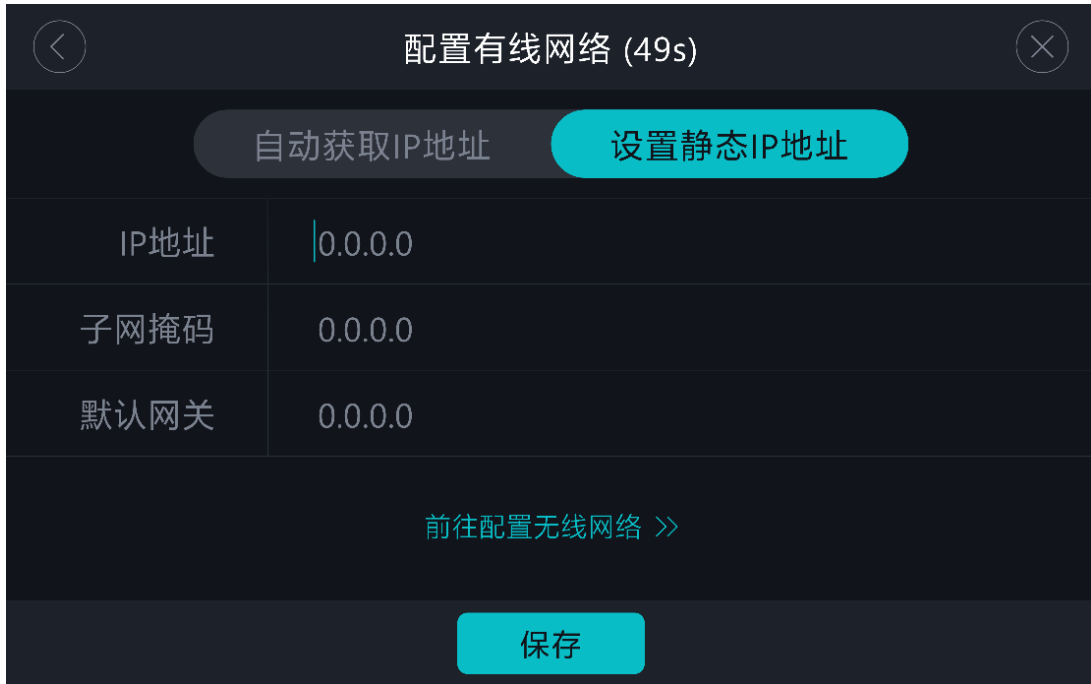 配置有线网络 (49s)
自动获取IP地址 设置静态IP地址
IP地址 0.0.0.0
子网掩码 0.0.0.0
默认网关 0.0.0.0
前往配置无线网络 >>
保存